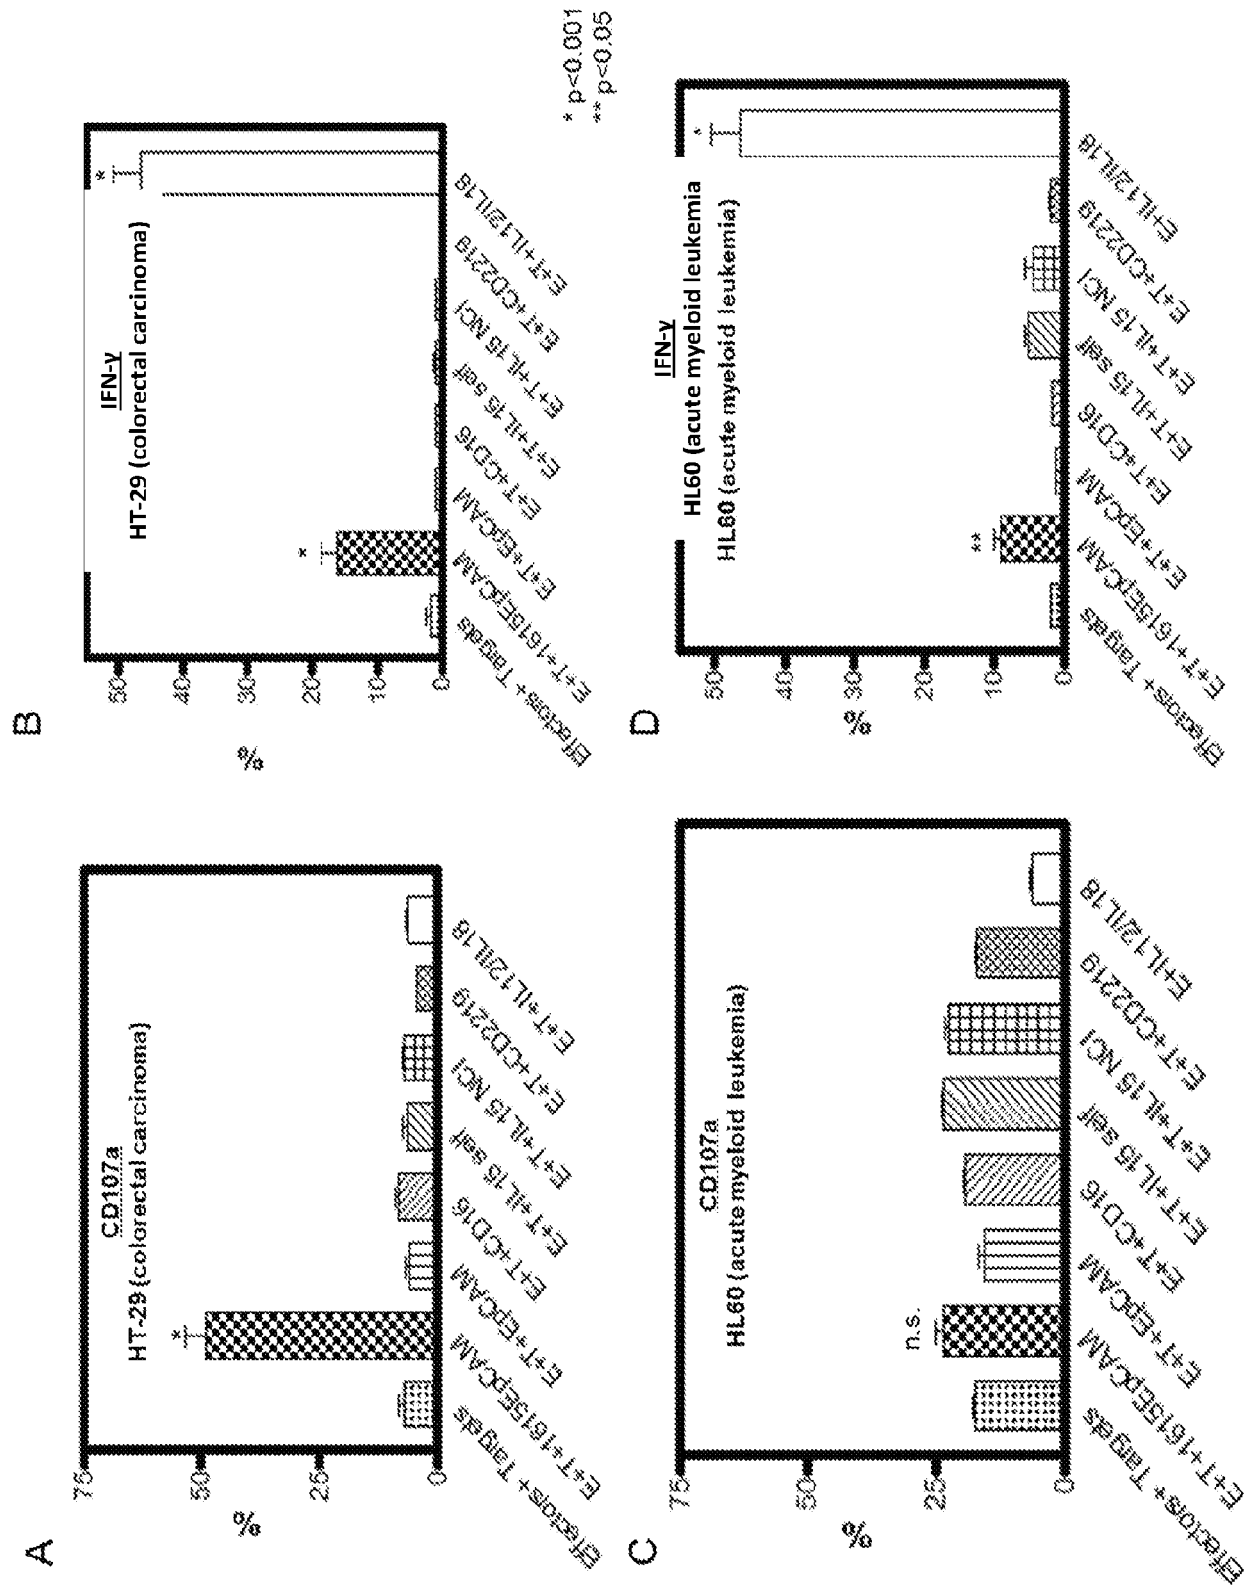 A
CD107a
HT-29 (colorectal carcinoma)
%
75
50
25
0
*
Effectors+ Targets
E+T+1615EpCAM
E+T+EpCAM
E+T+CD16
E+T+IL15 self
E+T+IL15 NCI
E+T+CD2219
E+T+IL12/IL18
B
IFN-γ
HT-29 (colorectal carcinoma)
%
50
40
30
20
10
0
*
*
Effectors+ Targets
E+T+1615EpCAM
E+T+EpCAM
E+T+CD16
E+T+IL15 self
E+T+IL15 NCI
E+T+CD2219
E+T+IL12/IL18
* p<0.001
** p<0.05
C
CD107a
HL60 (acute myeloid leukemia)
%
75
50
25
0
n.s.
Effectors+ Targets
E+T+1615EpCAM
E+T+EpCAM
E+T+CD16
E+T+IL15 self
E+T+IL15 NCI
E+T+CD2219
E+IL12/IL18
D
IFN-γ
HL60 (acute myeloid leukemia
HL60 (acute myeloid leukemia)
%
50
40
30
20
10
0
**
*
Effectors+ Targets
E+T+1615EpCAM
E+T+EpCAM
E+T+CD16
E+T+IL15 self
E+T+IL15 NCI
E+T+CD2219
E+IL12/IL18